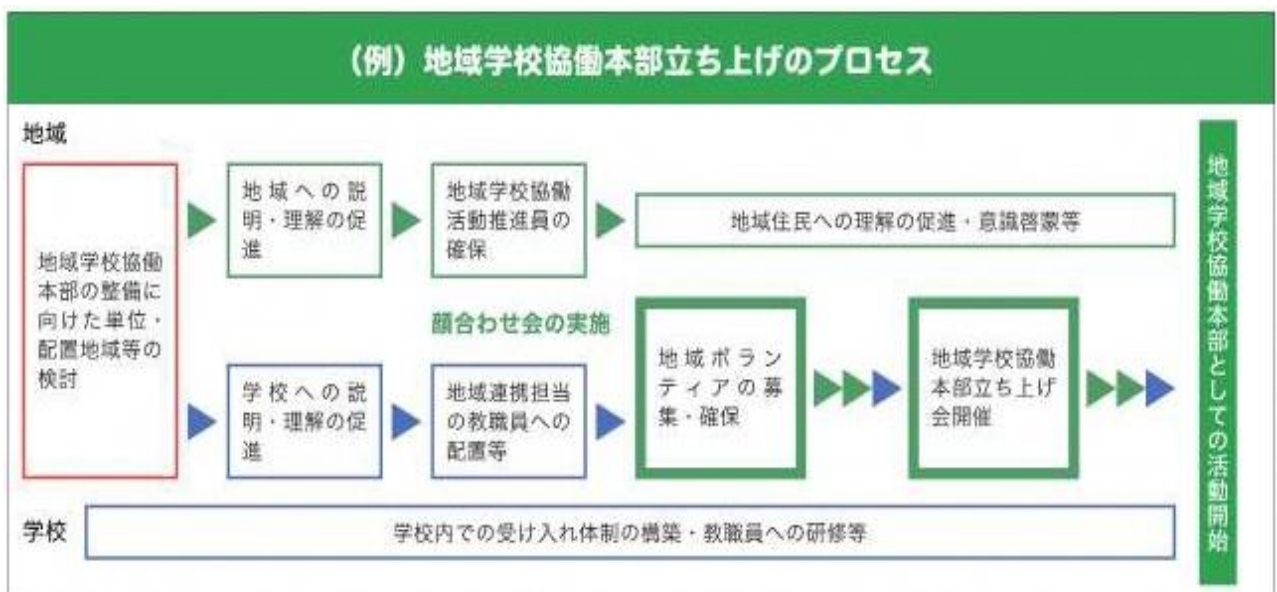 （例）地域学校協働本部立ち上げのプロセス
地域
地域学校協働
本部の整備に
向けた単位・
配置地域等の
検討
地域への説
明・理解の促
進
地域学校協働
活動推進員の
確保
地域住民への理解の促進・意識啓蒙等
顔合わせ会の実施
学校への説
明・理解の促
進
地域連携担当
の教職員への
配置等
地域ボラン
ティアの募
集・確保
地域学校協働
本部立ち上げ
会開催
学校
学校内での受け入れ体制の構築・教職員への研修等
地域学校協働本部としての活動開始